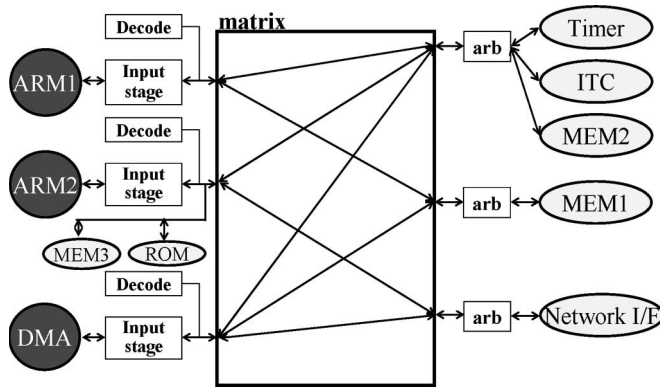 matrix
Decode
Timer
ARM1
Input
stage
arb
ITC
Decode
MEM2
ARM2
Input
stage
arb
MEM1
MEM3
ROM
Decode
DMA
Input
stage
arb
Network I/F